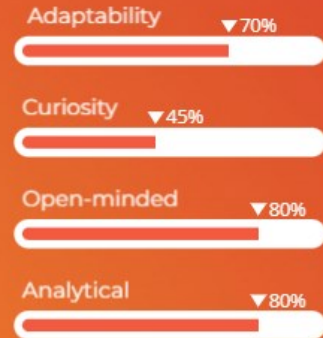 Adaptability
▼70%
Curiosity
▼45%
Open-minded
▼80%
Analytical
▼80%